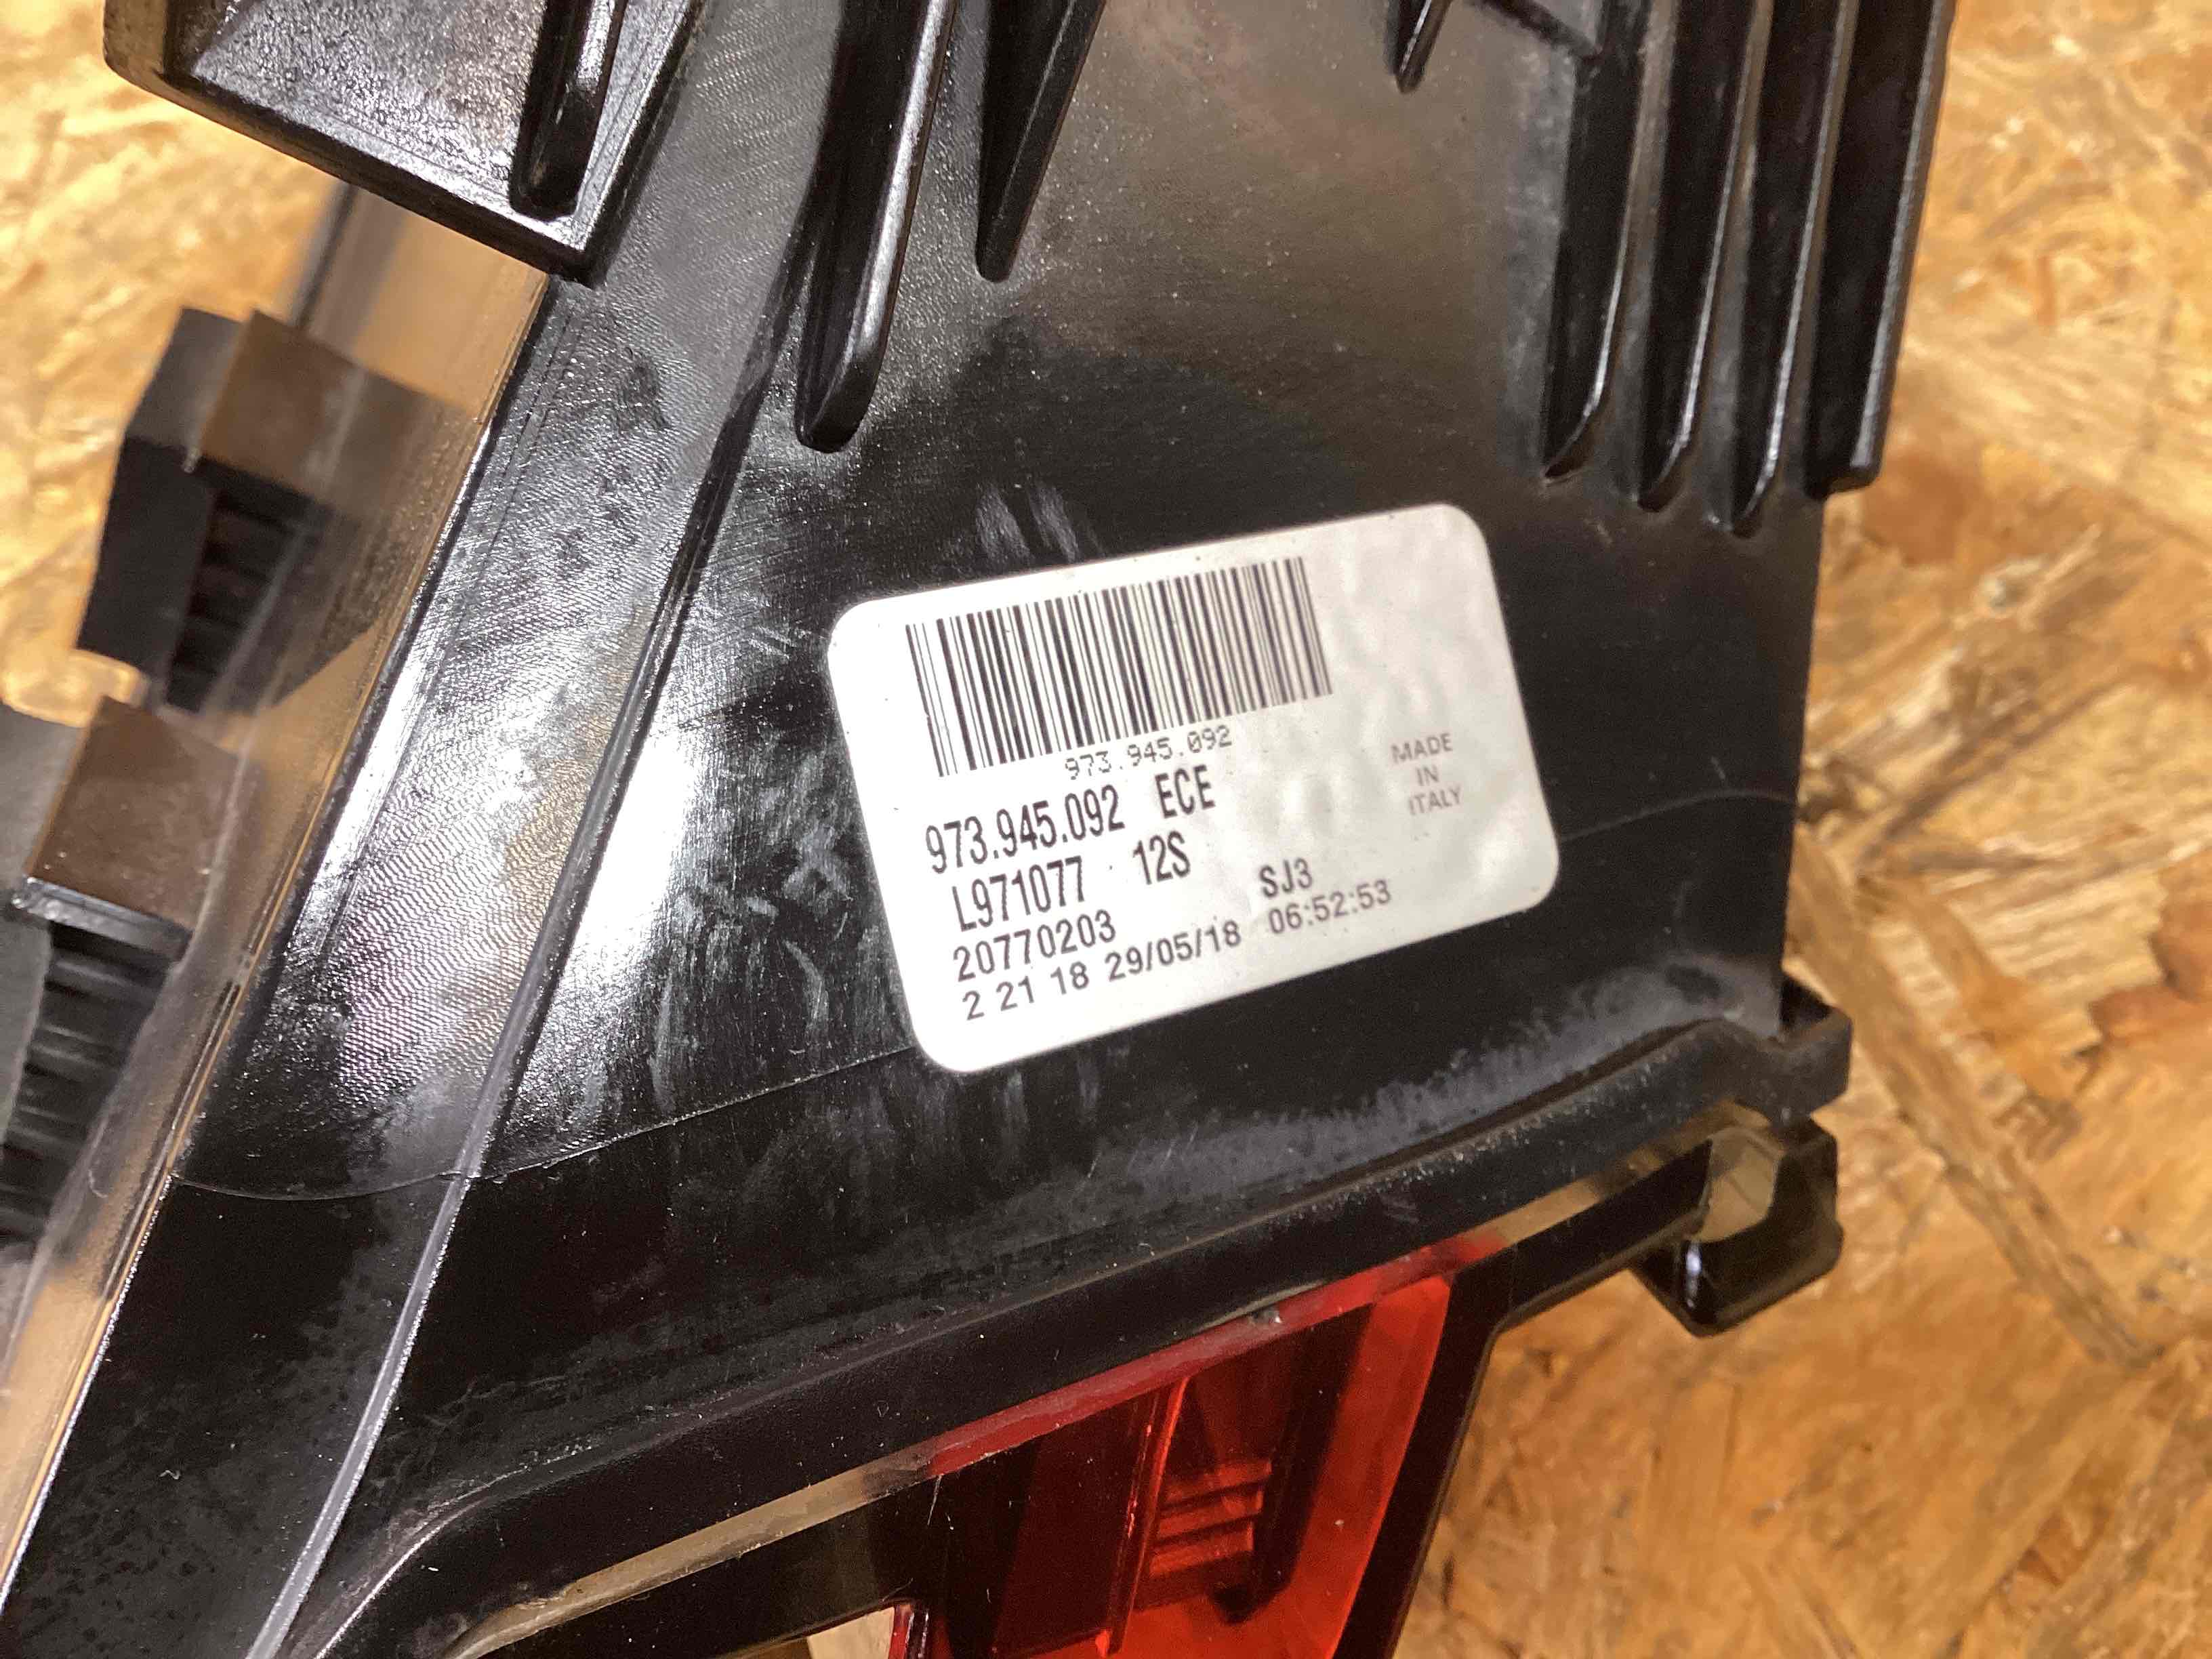 973.945.092
973.945.092 ECE
L971077 12S
20770203 SJ3
2 21 18 29/05/18 06:52:53
MADE
IN
ITALY